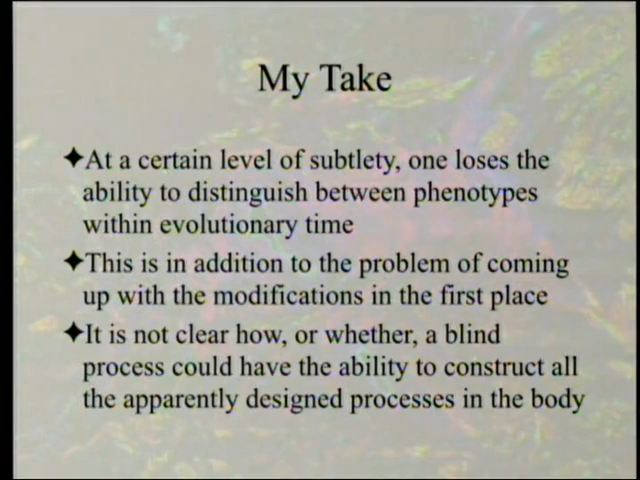 My Take
✦At a certain level of subtlety, one loses the
ability to distinguish between phenotypes
within evolutionary time
✦This is in addition to the problem of coming
up with the modifications in the first place
✦It is not clear how, or whether, a blind
process could have the ability to construct all
the apparently designed processes in the body